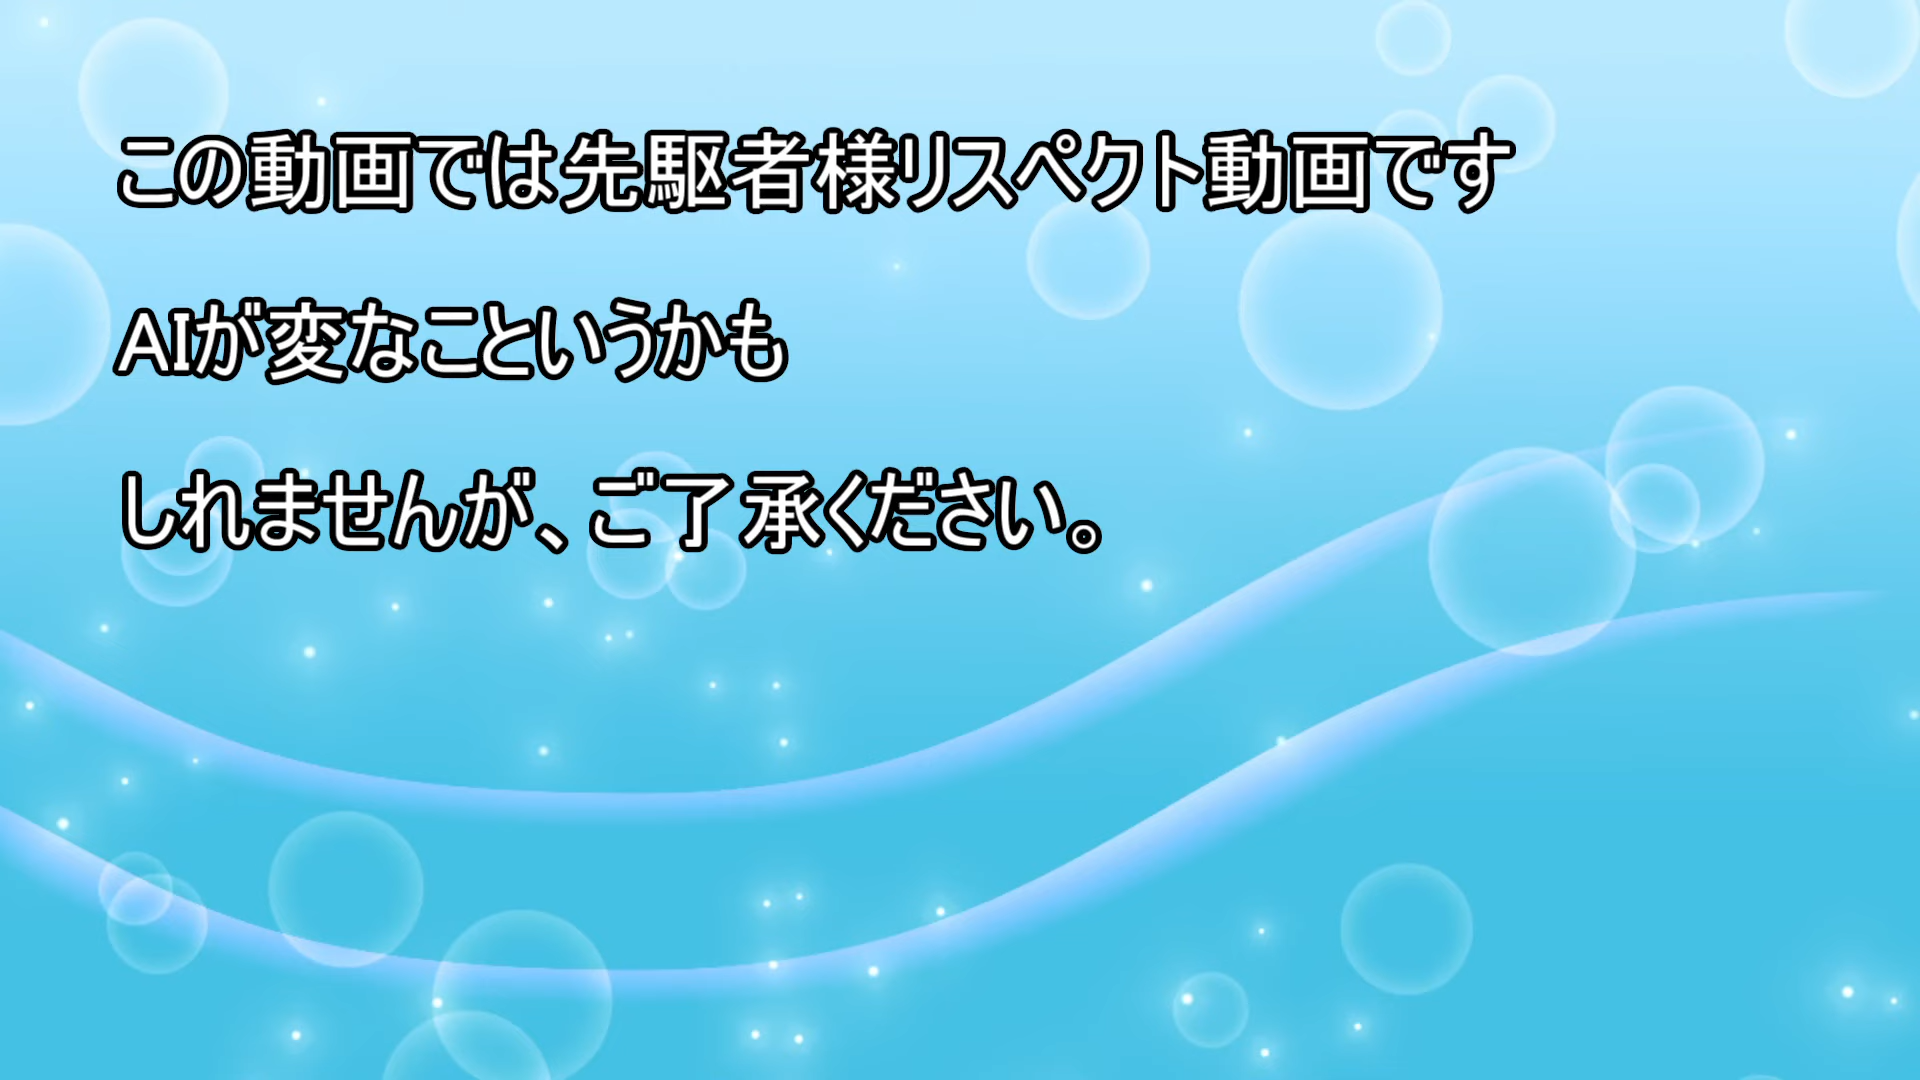 この動画では先駆者様リスペクト動画です
AIが変なこというかも
しれませんが、ご了承ください。